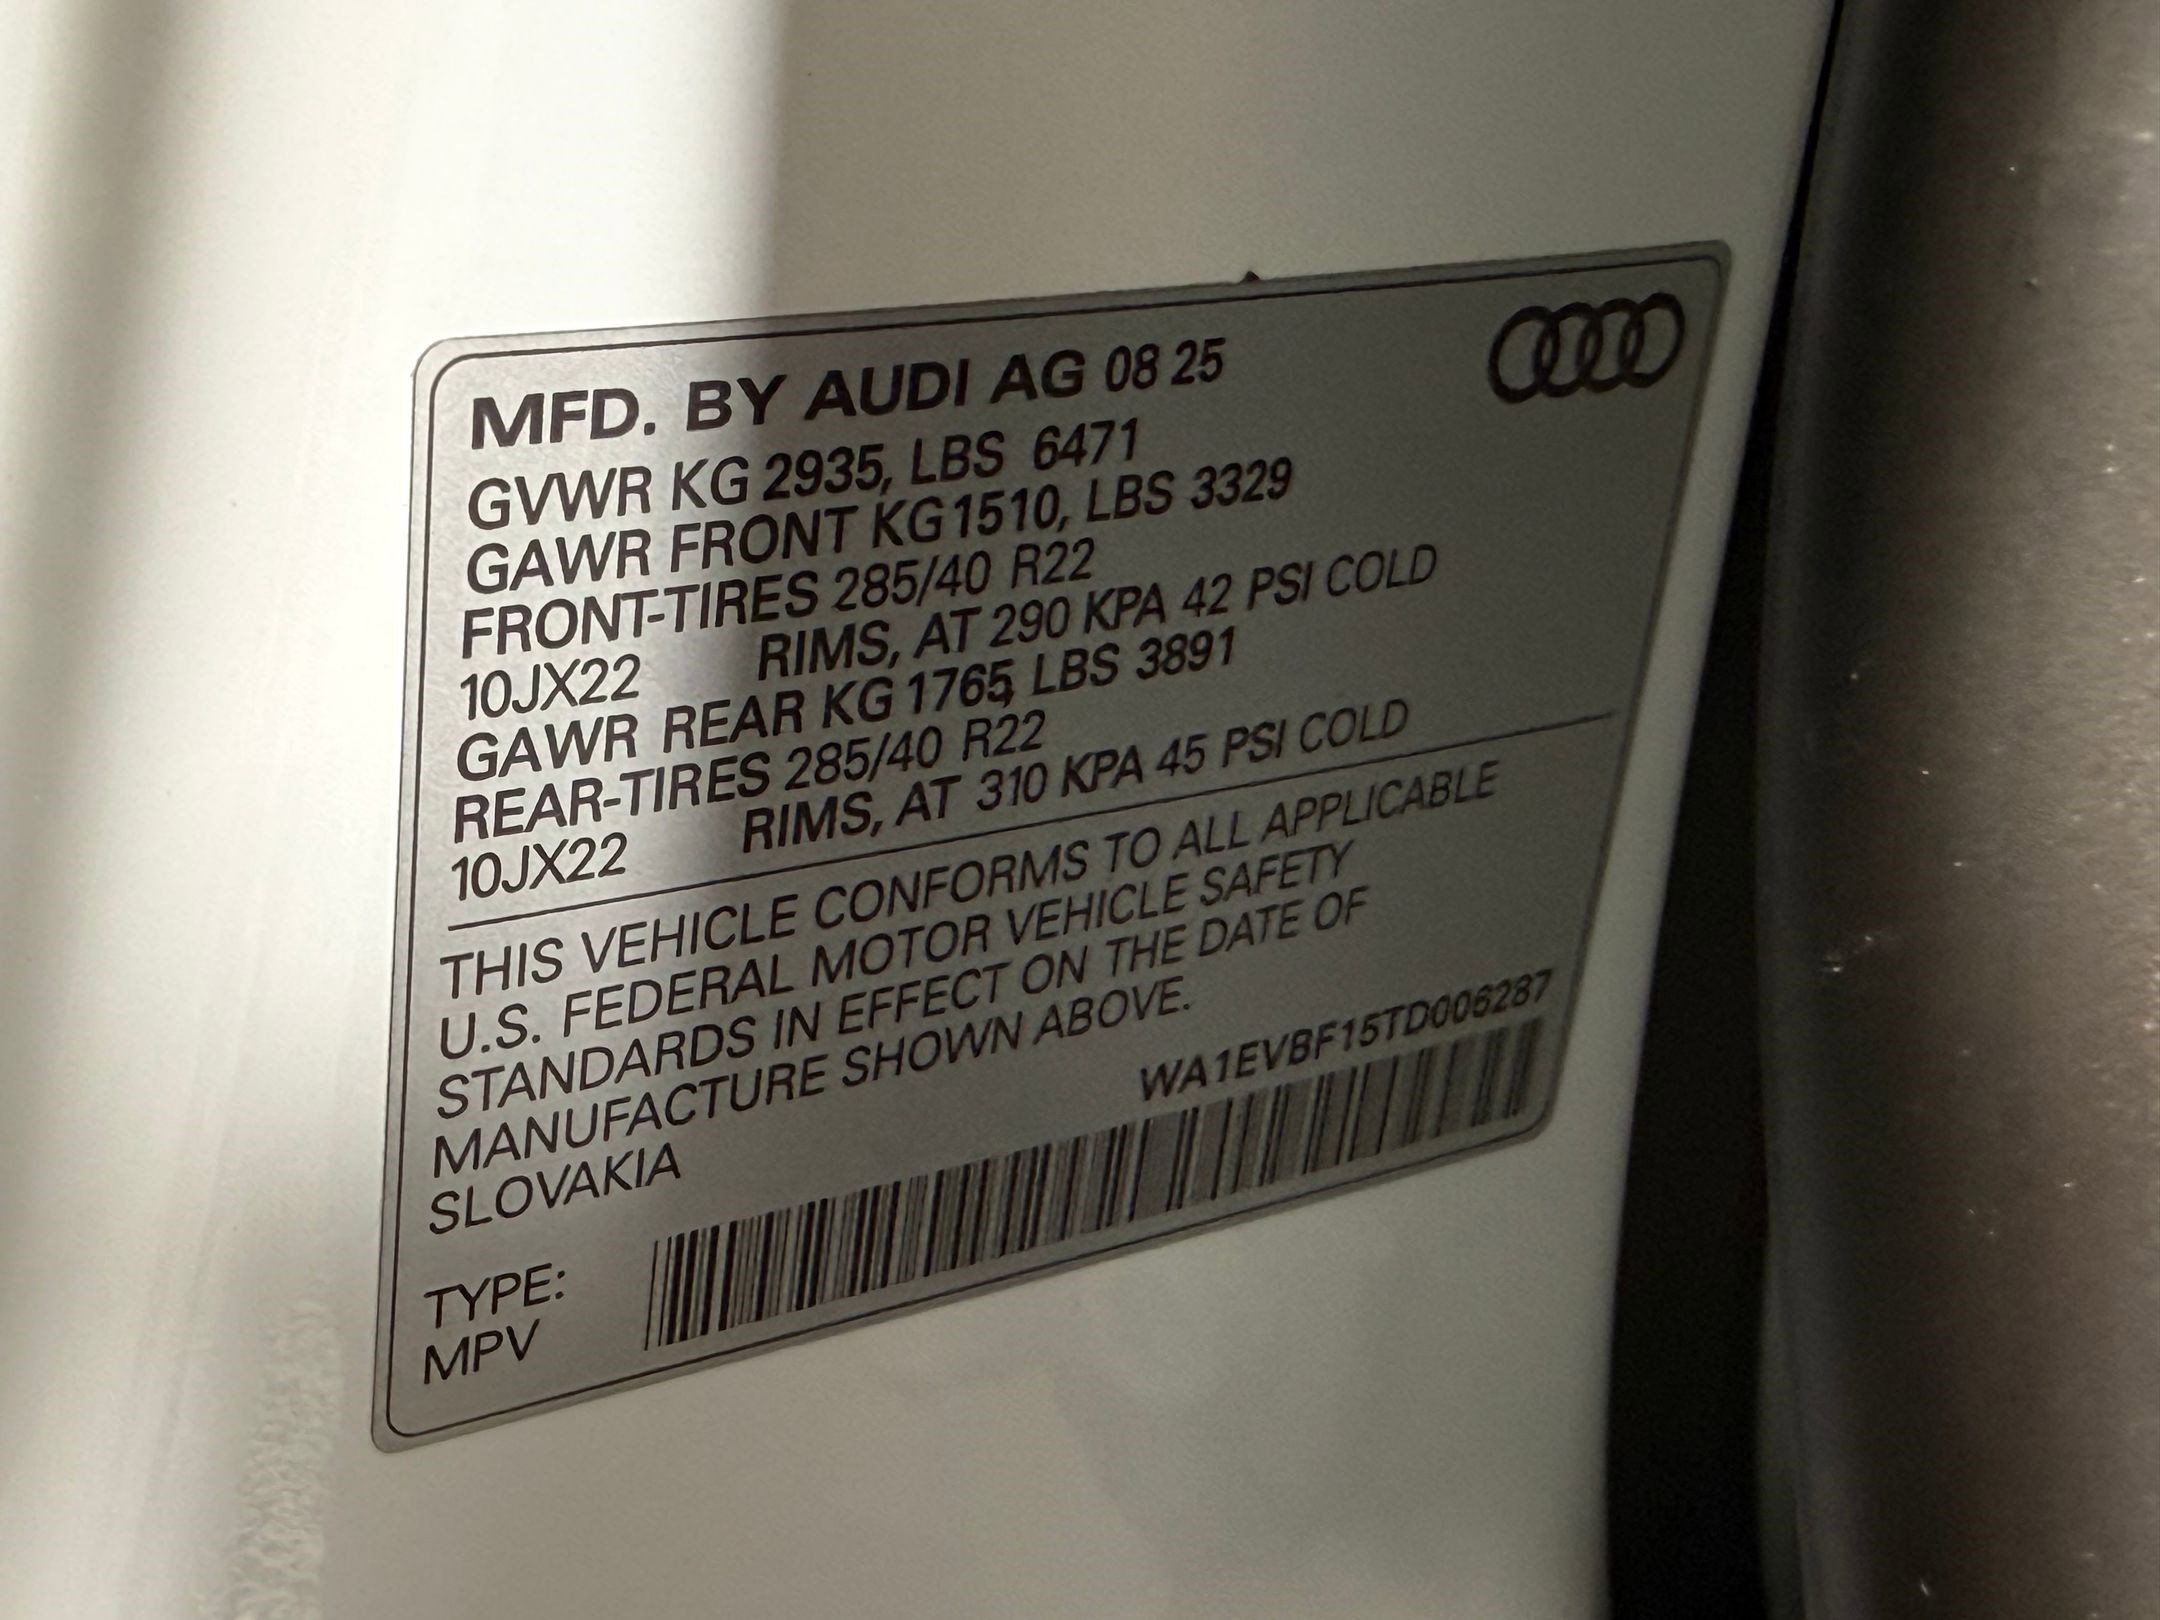 MFD. BY AUDI AG 08 25
GVWR KG 2935, LBS 6471
GAWR FRONT KG 1510, LBS 3329
FRONT-TIRES 285/40 R22
10JX22 RIMS, AT 290 KPA 42 PSI COLD
GAWR REAR KG 1765, LBS 3891
REAR-TIRES 285/40 R22
10JX22 RIMS, AT 310 KPA 45 PSI COLD
THIS VEHICLE CONFORMS TO ALL APPLICABLE
U.S. FEDERAL MOTOR VEHICLE SAFETY
STANDARDS IN EFFECT ON THE DATE OF
MANUFACTURE SHOWN ABOVE.
SLOVAKIA
WA1EVBF15TD006287
TYPE:
MPV